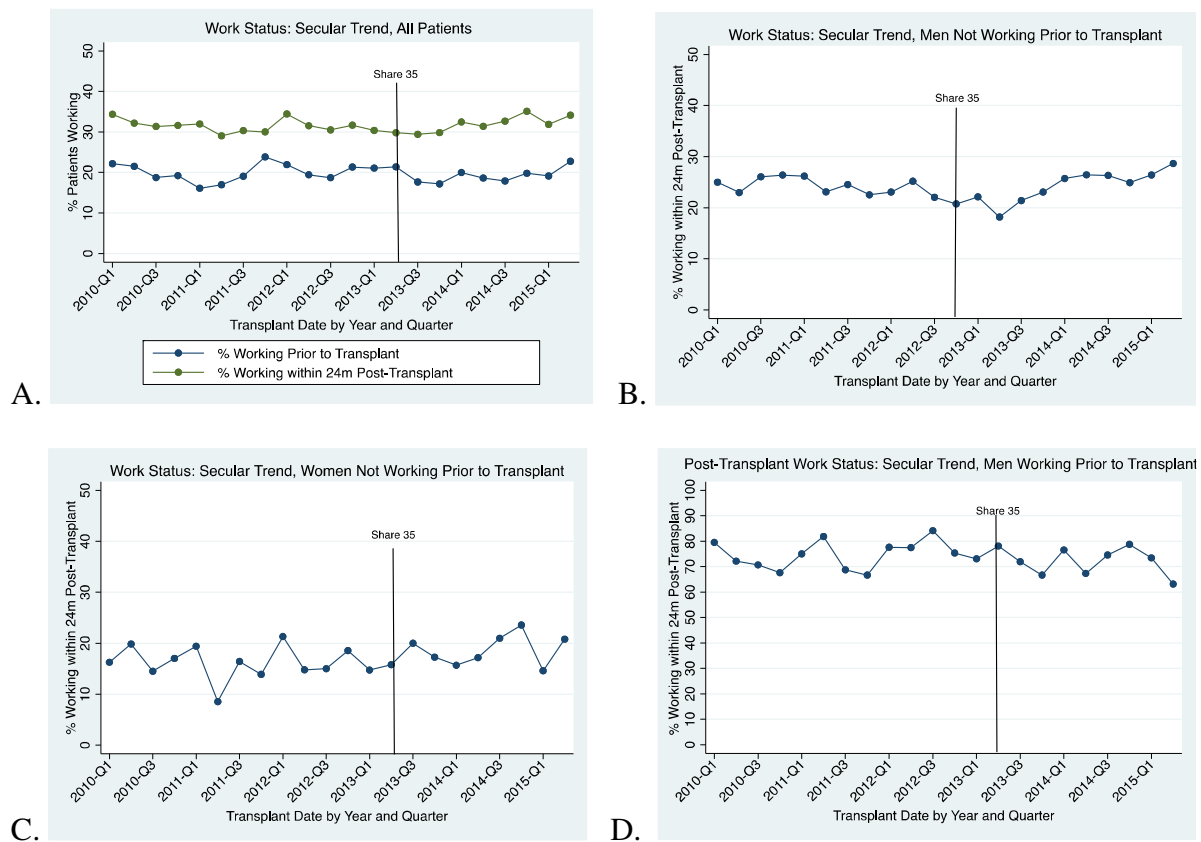 Work Status: Secular Trend, All Patients
% Patients Working
50
40
30
20
10
0
Share 35
2010-Q1
2010-Q3
2011-Q1
2011-Q3
2012-Q1
2012-Q3
2013-Q1
2013-Q3
2014-Q1
2014-Q3
2015-Q1
Transplant Date by Year and Quarter
% Working Prior to Transplant
% Working within 24m Post-Transplant
A.
Work Status: Secular Trend, Men Not Working Prior to Transplant
% Working within 24m Post-Transplant
50
40
30
20
10
0
Share 35
2010-Q1
2010-Q3
2011-Q1
2011-Q3
2012-Q1
2012-Q3
2013-Q1
2013-Q3
2014-Q1
2014-Q3
2015-Q1
Transplant Date by Year and Quarter
B.
Work Status: Secular Trend, Women Not Working Prior to Transplant
% Working within 24m Post-Transplant
50
40
30
20
10
0
Share 35
2010-Q1
2010-Q3
2011-Q1
2011-Q3
2012-Q1
2012-Q3
2013-Q1
2013-Q3
2014-Q1
2014-Q3
2015-Q1
Transplant Date by Year and Quarter
C.
Post-Transplant Work Status: Secular Trend, Men Working Prior to Transplant
% Working within 24m Post-Transplant
100
90
80
70
60
50
40
30
20
10
0
Share 35
2010-Q1
2010-Q3
2011-Q1
2011-Q3
2012-Q1
2012-Q3
2013-Q1
2013-Q3
2014-Q1
2014-Q3
2015-Q1
Transplant Date by Year and Quarter
D.